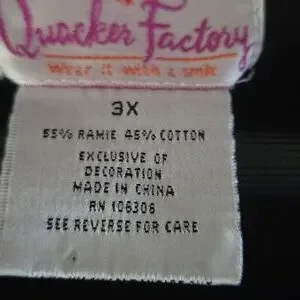 Quacker Factory
wear it with a smile
3X
55% RAMIE 45% COTTON
EXCLUSIVE OF
DECORATION
MADE IN CHINA
RN 106306
SEE REVERSE FOR CARE